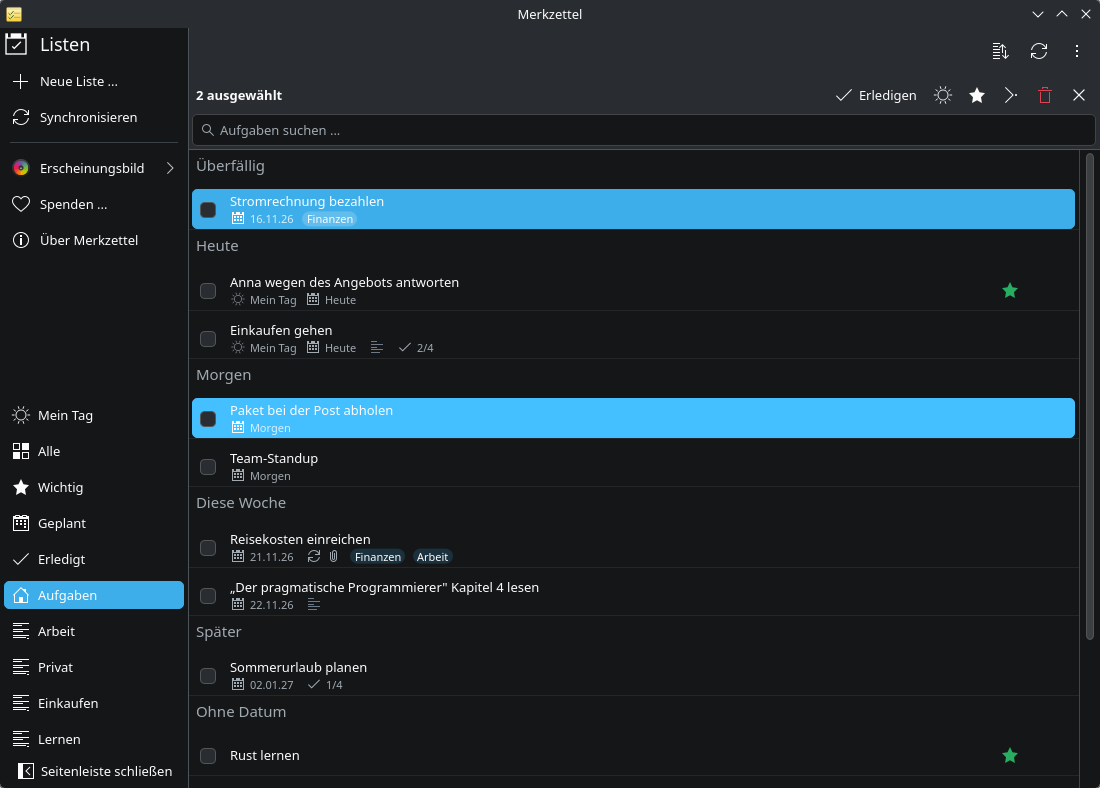 Merkzettel
Listen
Neue Liste ...
Synchronisieren
Erscheinungsbild
Spenden ...
Über Merkzettel
Mein Tag
Alle
Wichtig
Geplant
Erledigt
Aufgaben
Arbeit
Privat
Einkaufen
Lernen
Seitenleiste schließen
2 ausgewählt
Erledigen
Aufgaben suchen ...
Überfällig
Stromrechnung bezahlen
16.11.26 Finanzen
Heute
Anna wegen des Angebots antworten
Mein Tag Heute
Einkaufen gehen
Mein Tag Heute 2/4
Morgen
Paket bei der Post abholen
Morgen
Team-Standup
Morgen
Diese Woche
Reisekosten einreichen
21.11.26 Finanzen Arbeit
„Der pragmatische Programmierer" Kapitel 4 lesen
22.11.26
Später
Sommerurlaub planen
02.01.27 1/4
Ohne Datum
Rust lernen